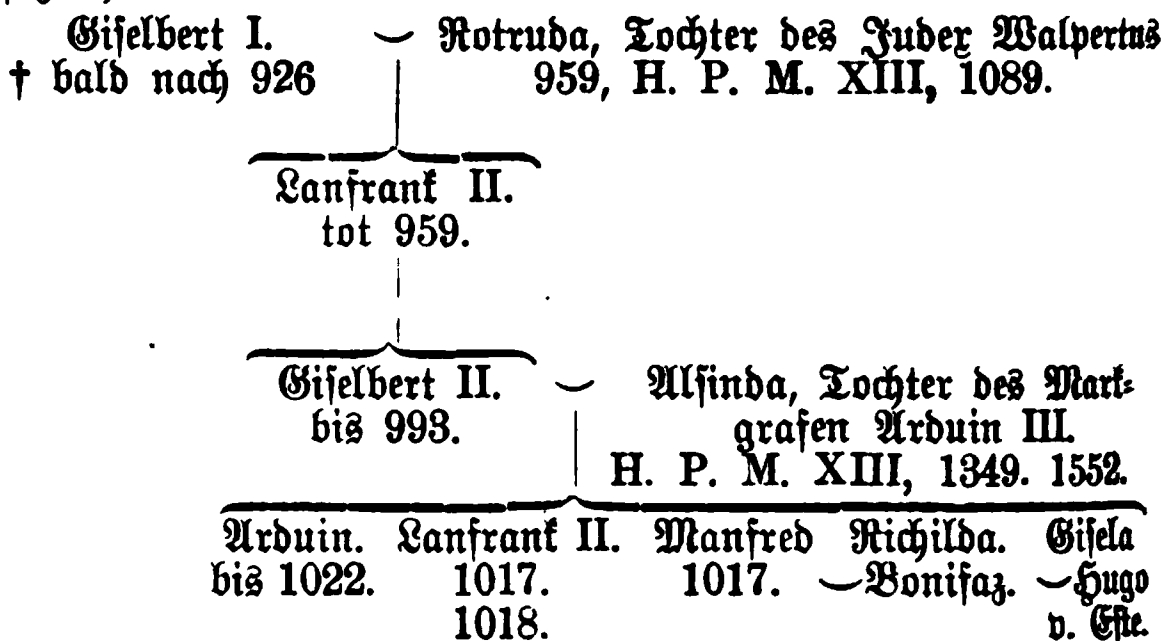 Giselbert I. ⏑ Rotruda, Tochter des Judex Walpertus
† bald nach 926 959, H. P. M. XIII, 1089.
Lanfrank II.
tot 959.
Giselbert II. ⏑ Alsinda, Tochter des Mark-
bis 993. grafen Arduin III.
H. P. M. XIII, 1349. 1552.
Arduin. Lanfrank II. Manfred Richilda. Gisela
bis 1022. 1017. 1017. ⏑Bonifaz. ⏑Hugo
1018. v. Este.